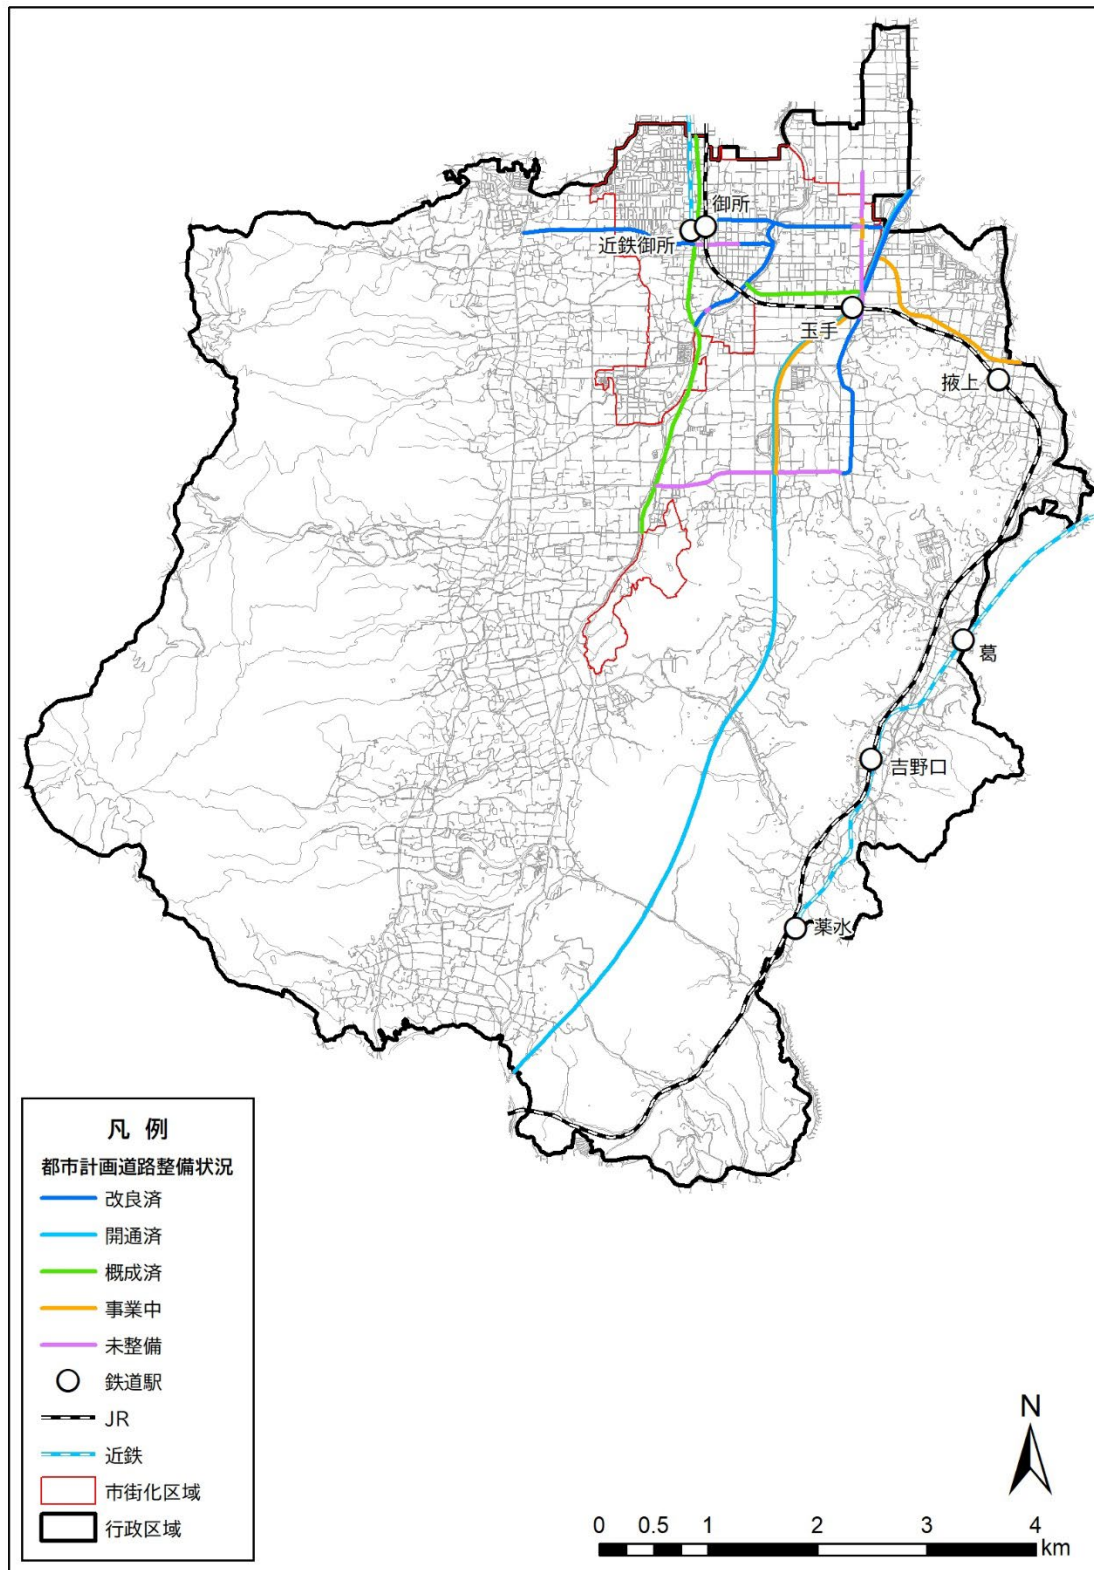 御所
近鉄御所
玉手
掖上
葛
吉野口
薬水
凡 例
都市計画道路整備状況
改良済
開通済
概成済
事業中
未整備
鉄道駅
JR
近鉄
市街化区域
行政区域
N
0 0.5 1 2 3 4
km